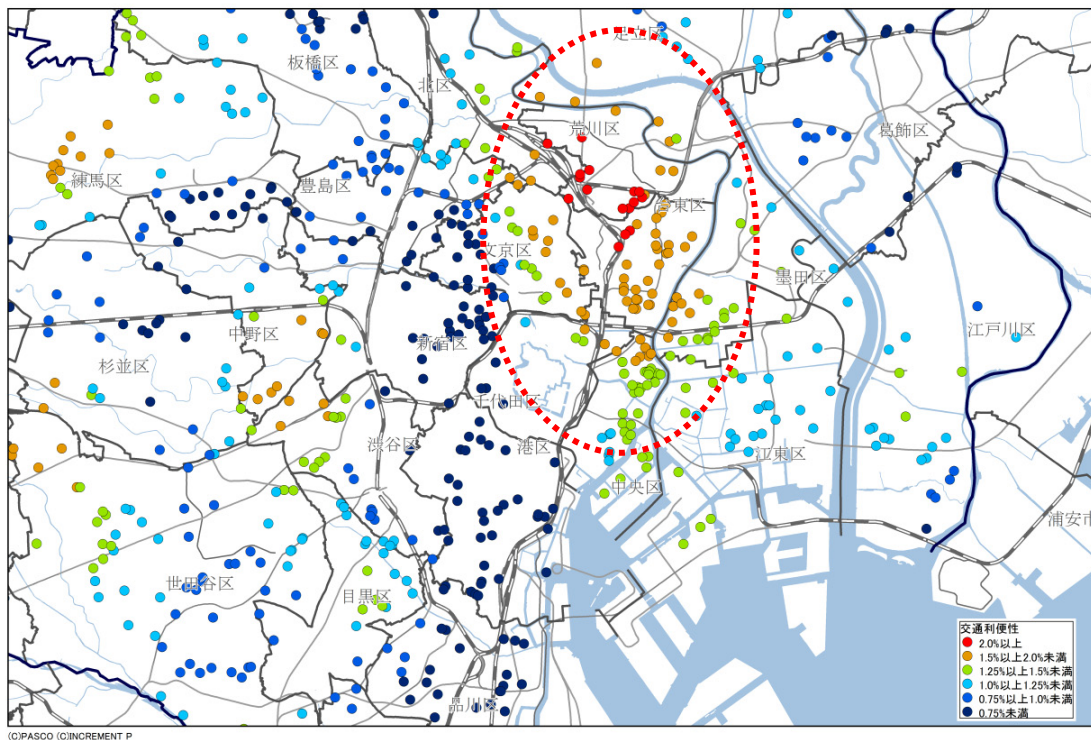 足立区
板橋区
北区
荒川区
葛飾区
練馬区
豊島区
台東区
文京区
墨田区
江戸川区
中野区
新宿区
杉並区
千代田区
渋谷区
港区
江東区
中央区
浦安市
世田谷区
目黒区
品川区
交通利便性
2.0%以上
1.5%以上2.0%未満
1.25%以上1.5%未満
1.0%以上1.25%未満
0.75%以上1.0%未満
0.75%未満
(C)PASCO (C)INCREMENT P